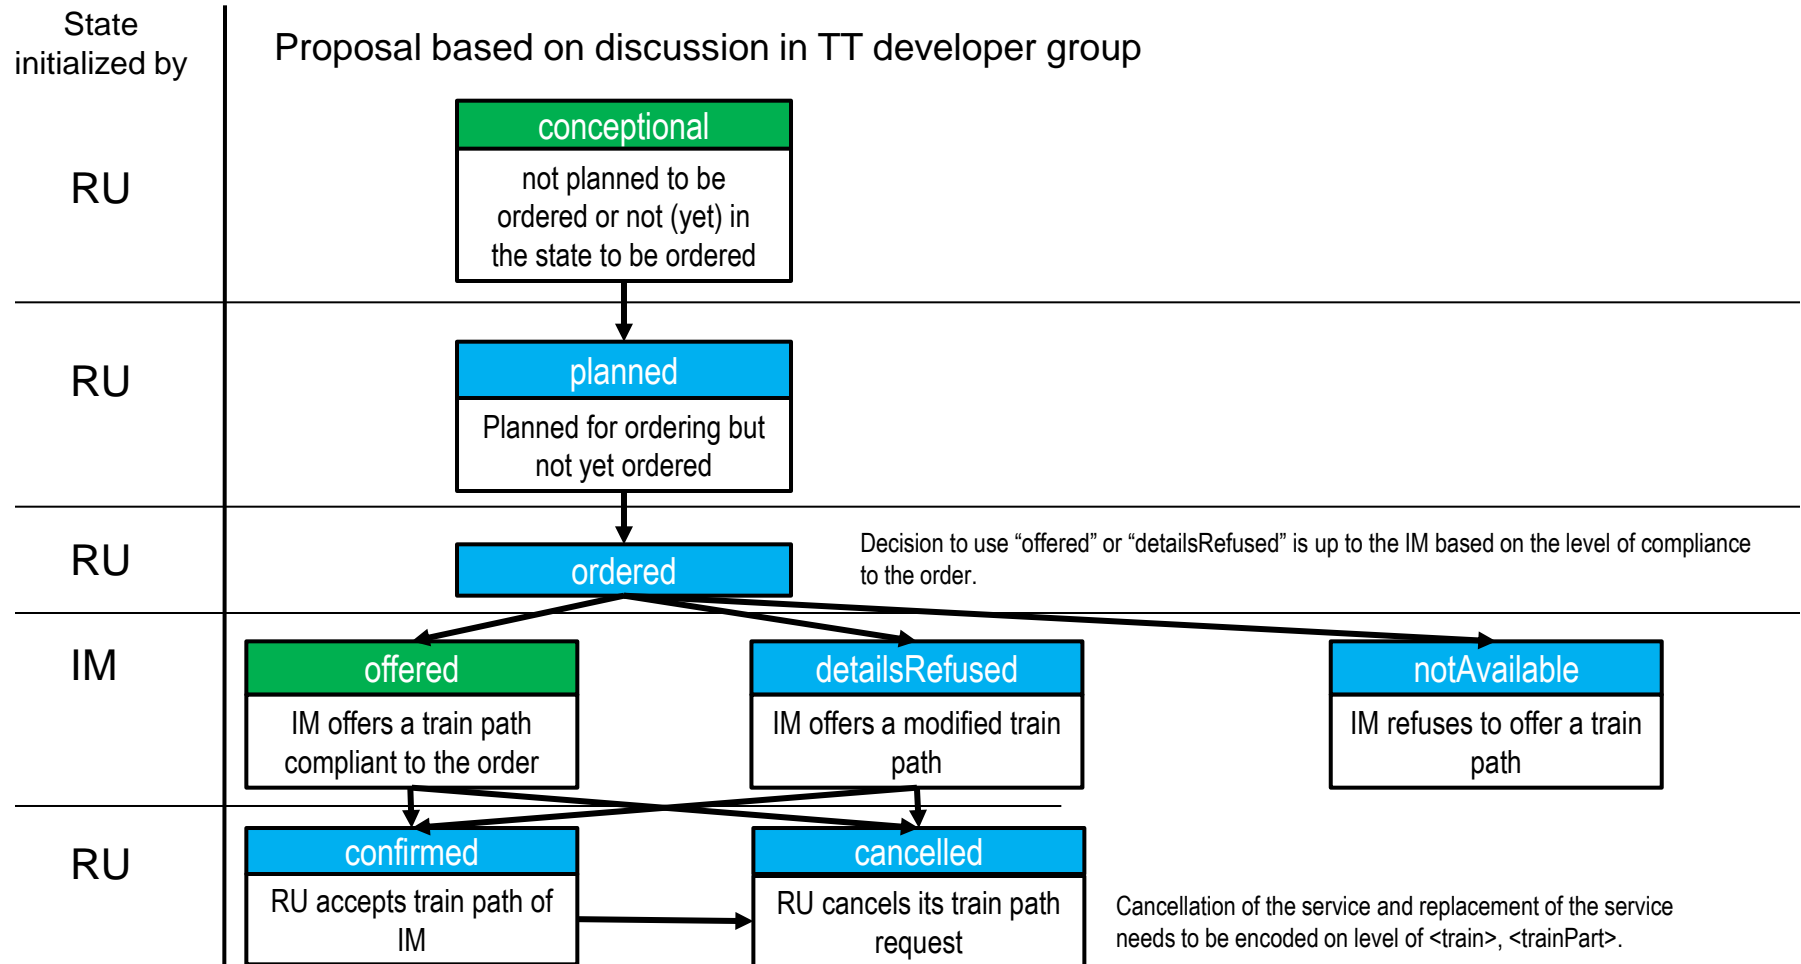 State
initialized by
Proposal based on discussion in TT developer group
RU
conceptional
not planned to be
ordered or not (yet) in
the state to be ordered
RU
planned
Planned for ordering but
not yet ordered
RU
ordered
Decision to use “offered” or “detailsRefused” is up to the IM based on the level of compliance
to the order.
IM
offered
IM offers a train path
compliant to the order
detailsRefused
IM offers a modified train
path
notAvailable
IM refuses to offer a train
path
RU
confirmed
RU accepts train path of
IM
cancelled
RU cancels its train path
request
Cancellation of the service and replacement of the service
needs to be encoded on level of <train>, <trainPart>.